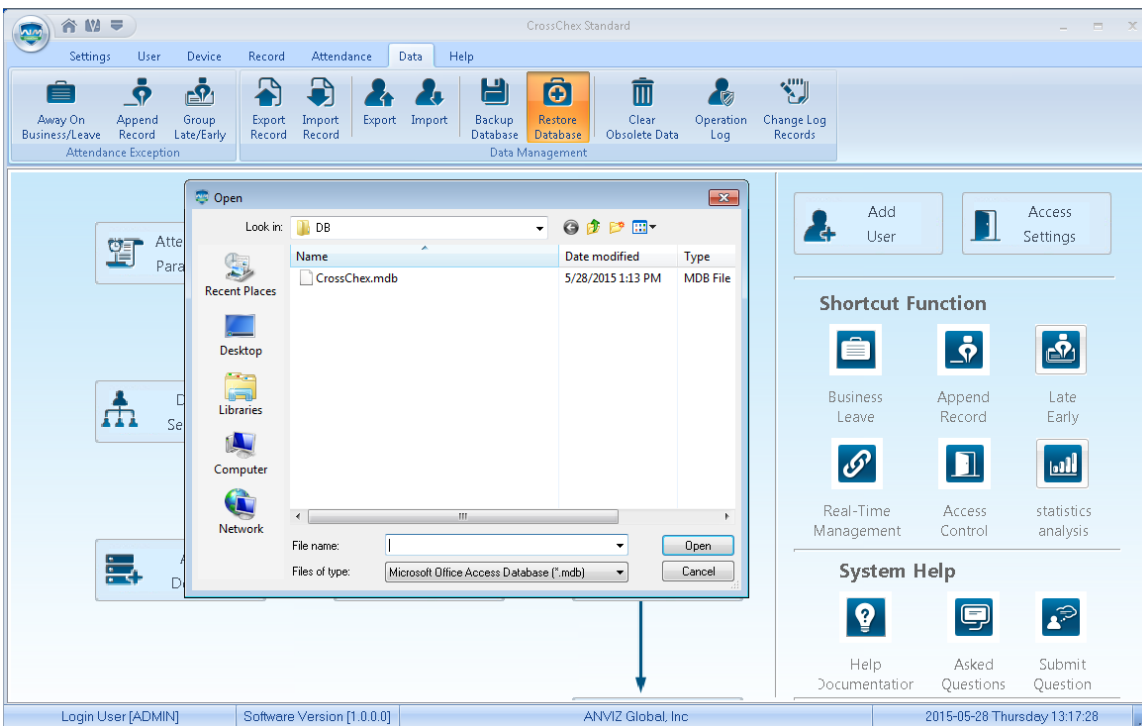 CrossChex Standard
Settings User Device Record Attendance Data Help
Away On Business/Leave
Append Record
Group Late/Early
Export Record
Import Record
Export
Import
Backup Database
Restore Database
Clear Obsolete Data
Operation Log
Change Log Records
Attendance Exception
Data Management
Open
Look in: DB
Name Date modified Type
CrossChex.mdb 5/28/2015 1:13 PM MDB File
Recent Places
Desktop
Libraries
Computer
Network
File name: Open
Files of type: Microsoft Office Access Database (*.mdb) Cancel
Atte
Para
D
Se
A
D
Add
User
Access
Settings
Shortcut Function
Business
Leave
Append
Record
Late
Early
Real-Time
Management
Access
Control
statistics
analysis
System Help
Help
Documentation
Asked
Questions
Submit
Question
Login User [ADMIN] Software Version [1.0.0.0] ANVIZ Global, Inc 2015-05-28 Thursday 13:17:28